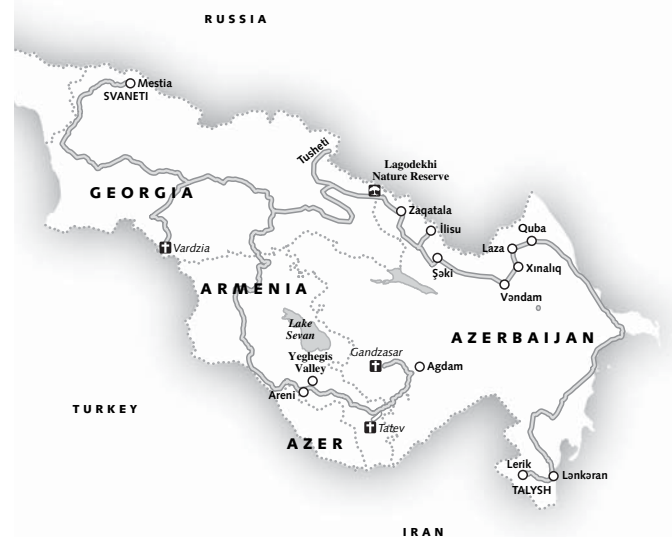 RUSSIA
Mestia
SVANETI
Tusheti
Lagodekhi
Nature Reserve
GEORGIA
Zaqatala
İlisu
Quba
Vardzia
Laza
Şəki
Xınalıq
ARMENIA
Vəndam
Lake
Sevan
AZERBAIJAN
Gandzasar
Yeghegis
Valley
Agdam
Areni
TURKEY
Tatev
AZER
Lerik
Lənkəran
TALYSH
IRAN